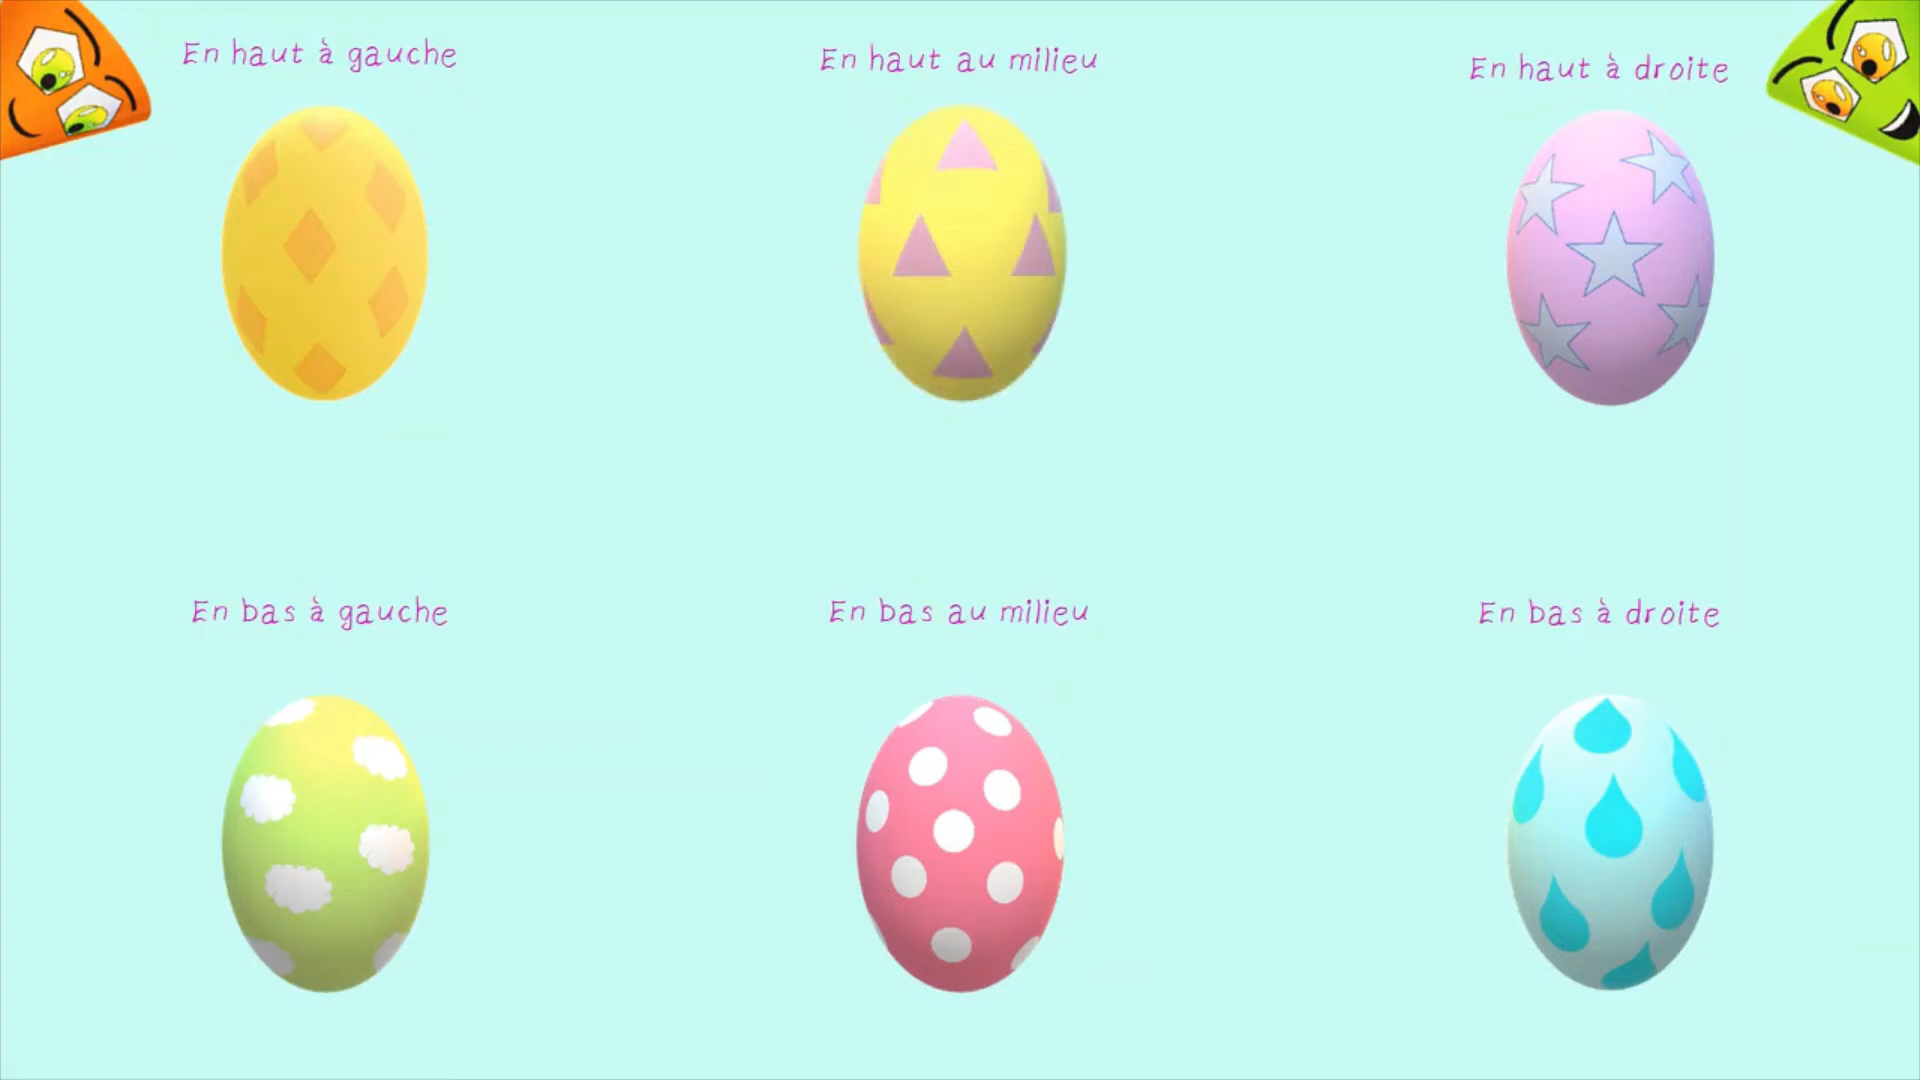 En haut à gauche
En haut au milieu
En haut à droite
En bas à gauche
En bas au milieu
En bas à droite